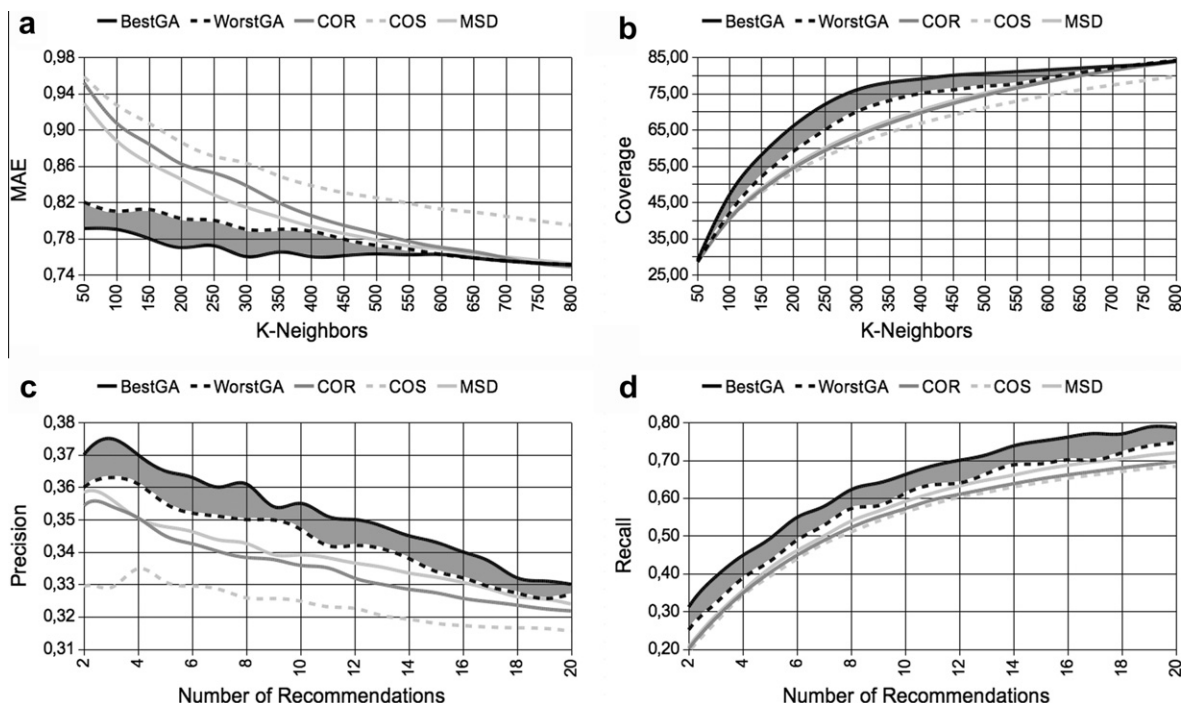 a
BestGA WorstGA COR COS MSD
0,98
0,94
0,90
0,86
0,82
0,78
0,74
MAE
50 100 150 200 250 300 350 400 450 500 550 600 650 700 750 800
K-Neighbors
b
BestGA WorstGA COR COS MSD
85,00
75,00
65,00
55,00
45,00
35,00
25,00
Coverage
50 100 150 200 250 300 350 400 450 500 550 600 650 700 750 800
K-Neighbors
c
BestGA WorstGA COR COS MSD
0,38
0,37
0,36
0,35
0,34
0,33
0,32
0,31
Precision
2 4 6 8 10 12 14 16 18 20
Number of Recommendations
d
BestGA WorstGA COR COS MSD
0,80
0,70
0,60
0,50
0,40
0,30
0,20
Recall
2 4 6 8 10 12 14 16 18 20
Number of Recommendations